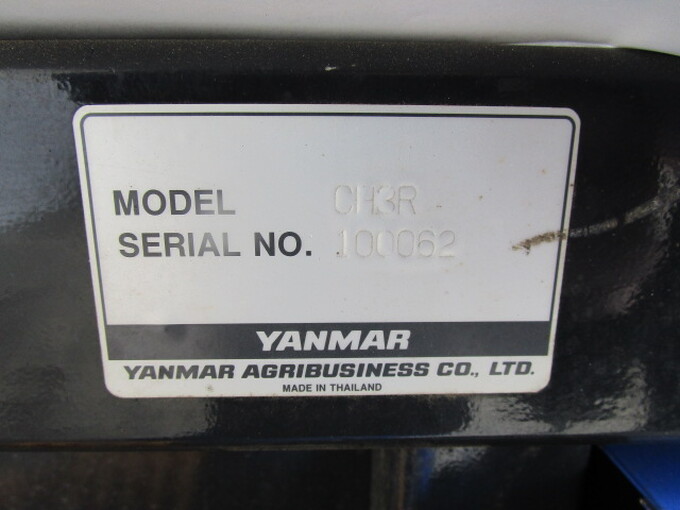 MODEL CH3R
SERIAL NO. 100062
YANMAR
YANMAR AGRIBUSINESS CO., LTD.
MADE IN THAILAND